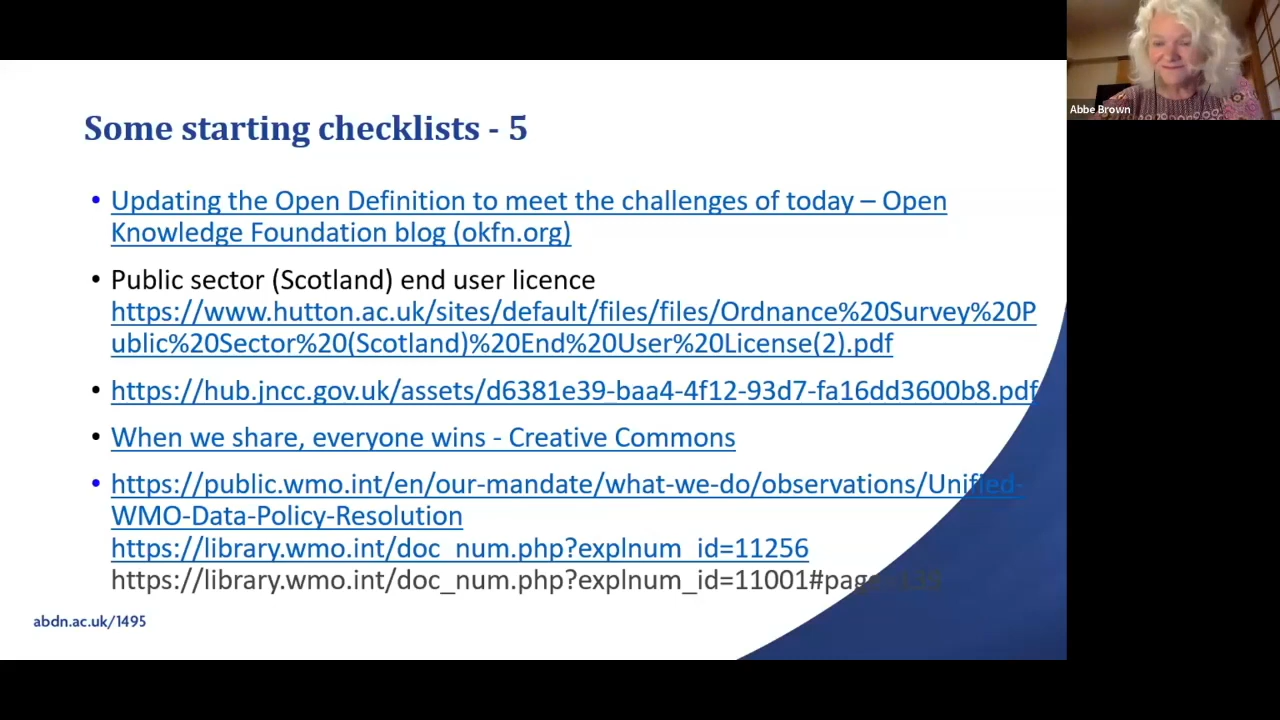 Some starting checklists - 5
• Updating the Open Definition to meet the challenges of today – Open
Knowledge Foundation blog (okfn.org)
• Public sector (Scotland) end user licence
https://www.hutton.ac.uk/sites/default/files/files/Ordnance%20Survey%20P
ublic%20Sector%20(Scotland)%20End%20User%20License(2).pdf
• https://hub.jncc.gov.uk/assets/d6381e39-baa4-4f12-93d7-fa16dd3600b8.pdf
• When we share, everyone wins - Creative Commons
• https://public.wmo.int/en/our-mandate/what-we-do/observations/Unified-
WMO-Data-Policy-Resolution
https://library.wmo.int/doc_num.php?explnum_id=11256
https://library.wmo.int/doc_num.php?explnum_id=11001#page
abdn.ac.uk/1495
Abbe Brown